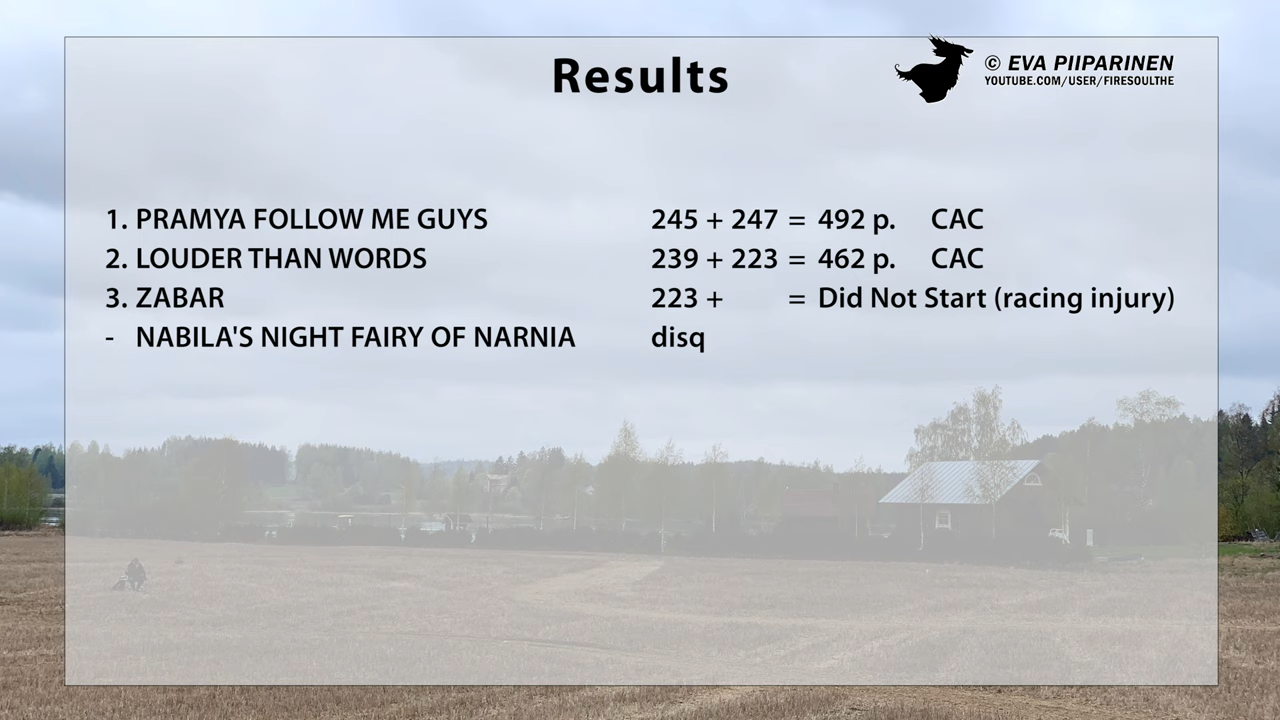 Results
© EVA PIIPARINEN
YOUTUBE.COM/USER/FIRESOULTHE
1. PRAMYA FOLLOW ME GUYS 245 + 247 = 492 p. CAC
2. LOUDER THAN WORDS 239 + 223 = 462 p. CAC
3. ZABAR 223 + = Did Not Start (racing injury)
- NABILA'S NIGHT FAIRY OF NARNIA disq